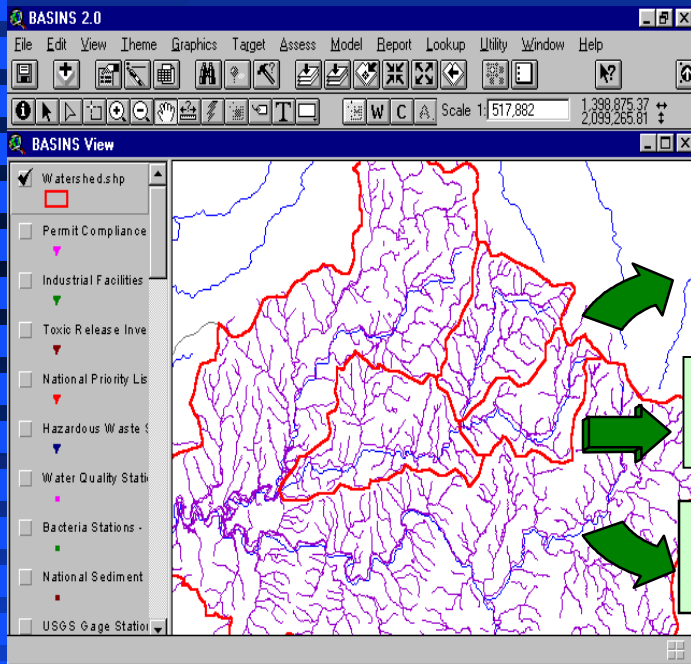 BASINS 2.0
File Edit View Theme Graphics Target Assess Model Report Lookup Utility Window Help
W C A Scale 1: 517,882 1,398,875.37
2,099,265.81
BASINS View
Watershed.shp
Permit Compliance
Industrial Facilities
Toxic Release Inve
National Priority Lis
Hazardous Waste S
Water Quality Stati
Bacteria Stations -
National Sediment
USGS Gage Station